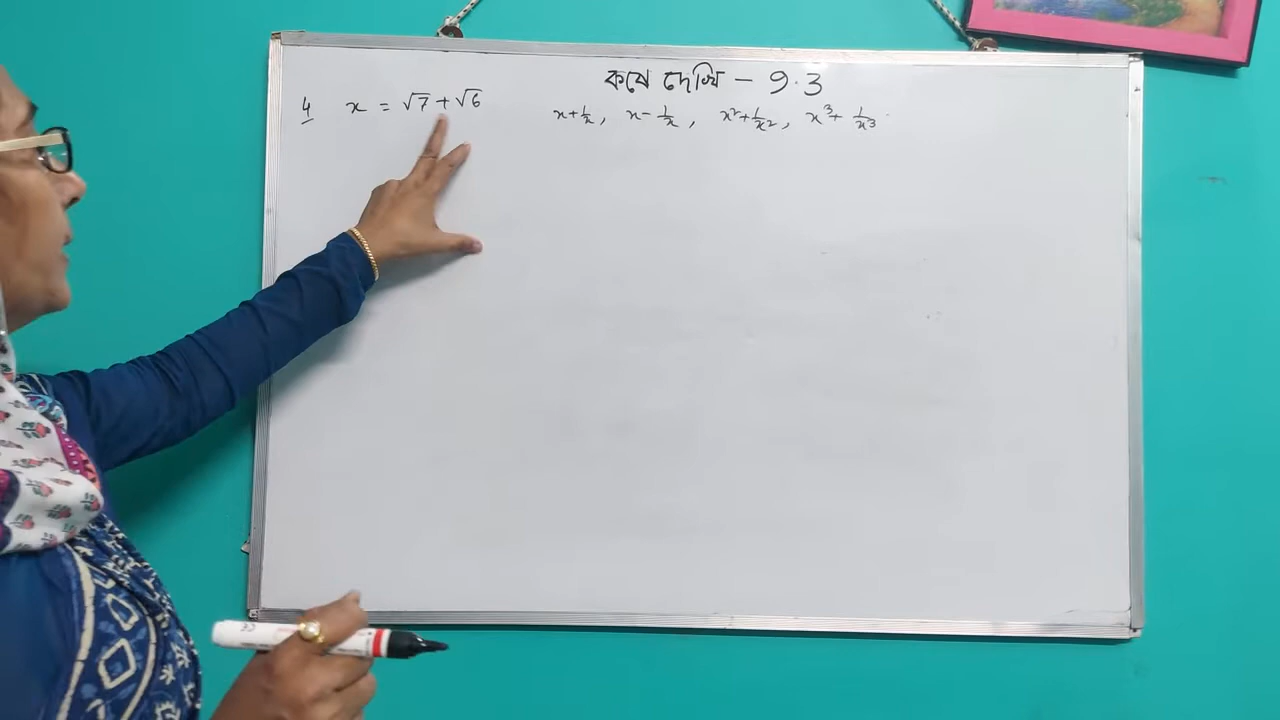 কষে দেখি – 9.3
4 x = √7 + √6 x + 1/x, x - 1/x, x² + 1/x², x³ + 1/x³